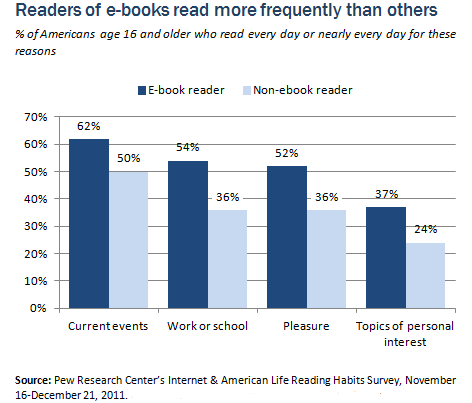 Readers of e-books read more frequently than others
% of Americans age 16 and older who read every day or nearly every day for these
reasons
E-book reader Non-ebook reader
70%
60%
50%
40%
30%
20%
10%
0%
62%
50%
54%
36%
52%
36%
37%
24%
Current events Work or school Pleasure Topics of personal
interest
Source: Pew Research Center's Internet & American Life Reading Habits Survey, November
16-December 21, 2011.